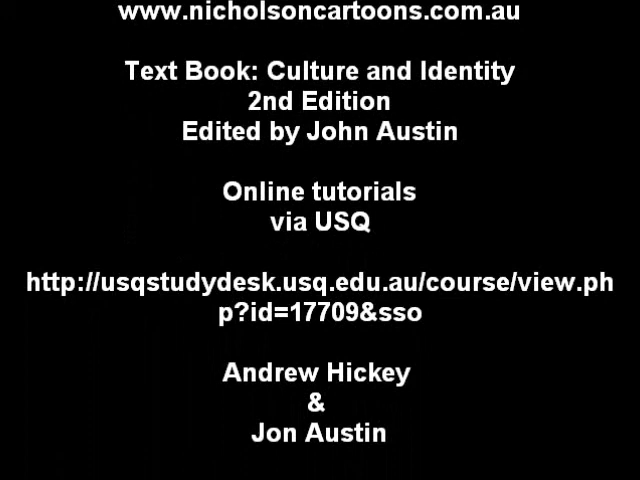 www.nicholsoncartoons.com.au
Text Book: Culture and Identity
2nd Edition
Edited by John Austin
Online tutorials
via USQ
http://usqstudydesk.usq.edu.au/course/view.ph
p?id=17709&sso
Andrew Hickey
&
Jon Austin